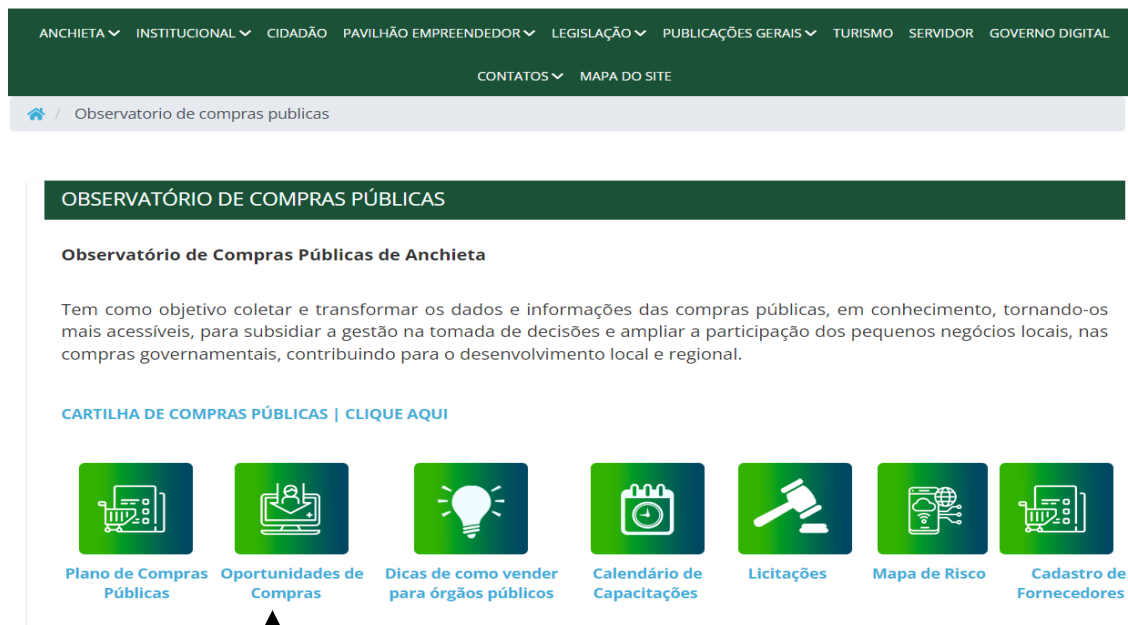 ANCHIETA INSTITUCIONAL CIDADÃO PAVILHÃO EMPREENDEDOR LEGISLAÇÃO PUBLICAÇÕES GERAIS TURISMO SERVIDOR GOVERNO DIGITAL
CONTATOS MAPA DO SITE
/ Observatorio de compras publicas
OBSERVATÓRIO DE COMPRAS PÚBLICAS
Observatório de Compras Públicas de Anchieta
Tem como objetivo coletar e transformar os dados e informações das compras públicas, em conhecimento, tornando-os
mais acessíveis, para subsidiar a gestão na tomada de decisões e ampliar a participação dos pequenos negócios locais, nas
compras governamentais, contribuindo para o desenvolvimento local e regional.
CARTILHA DE COMPRAS PÚBLICAS | CLIQUE AQUI
Plano de Compras
Públicas
Oportunidades de
Compras
Dicas de como vender
para órgãos públicos
Calendário de
Capacitações
Licitações
Mapa de Risco
Cadastro de
Fornecedores